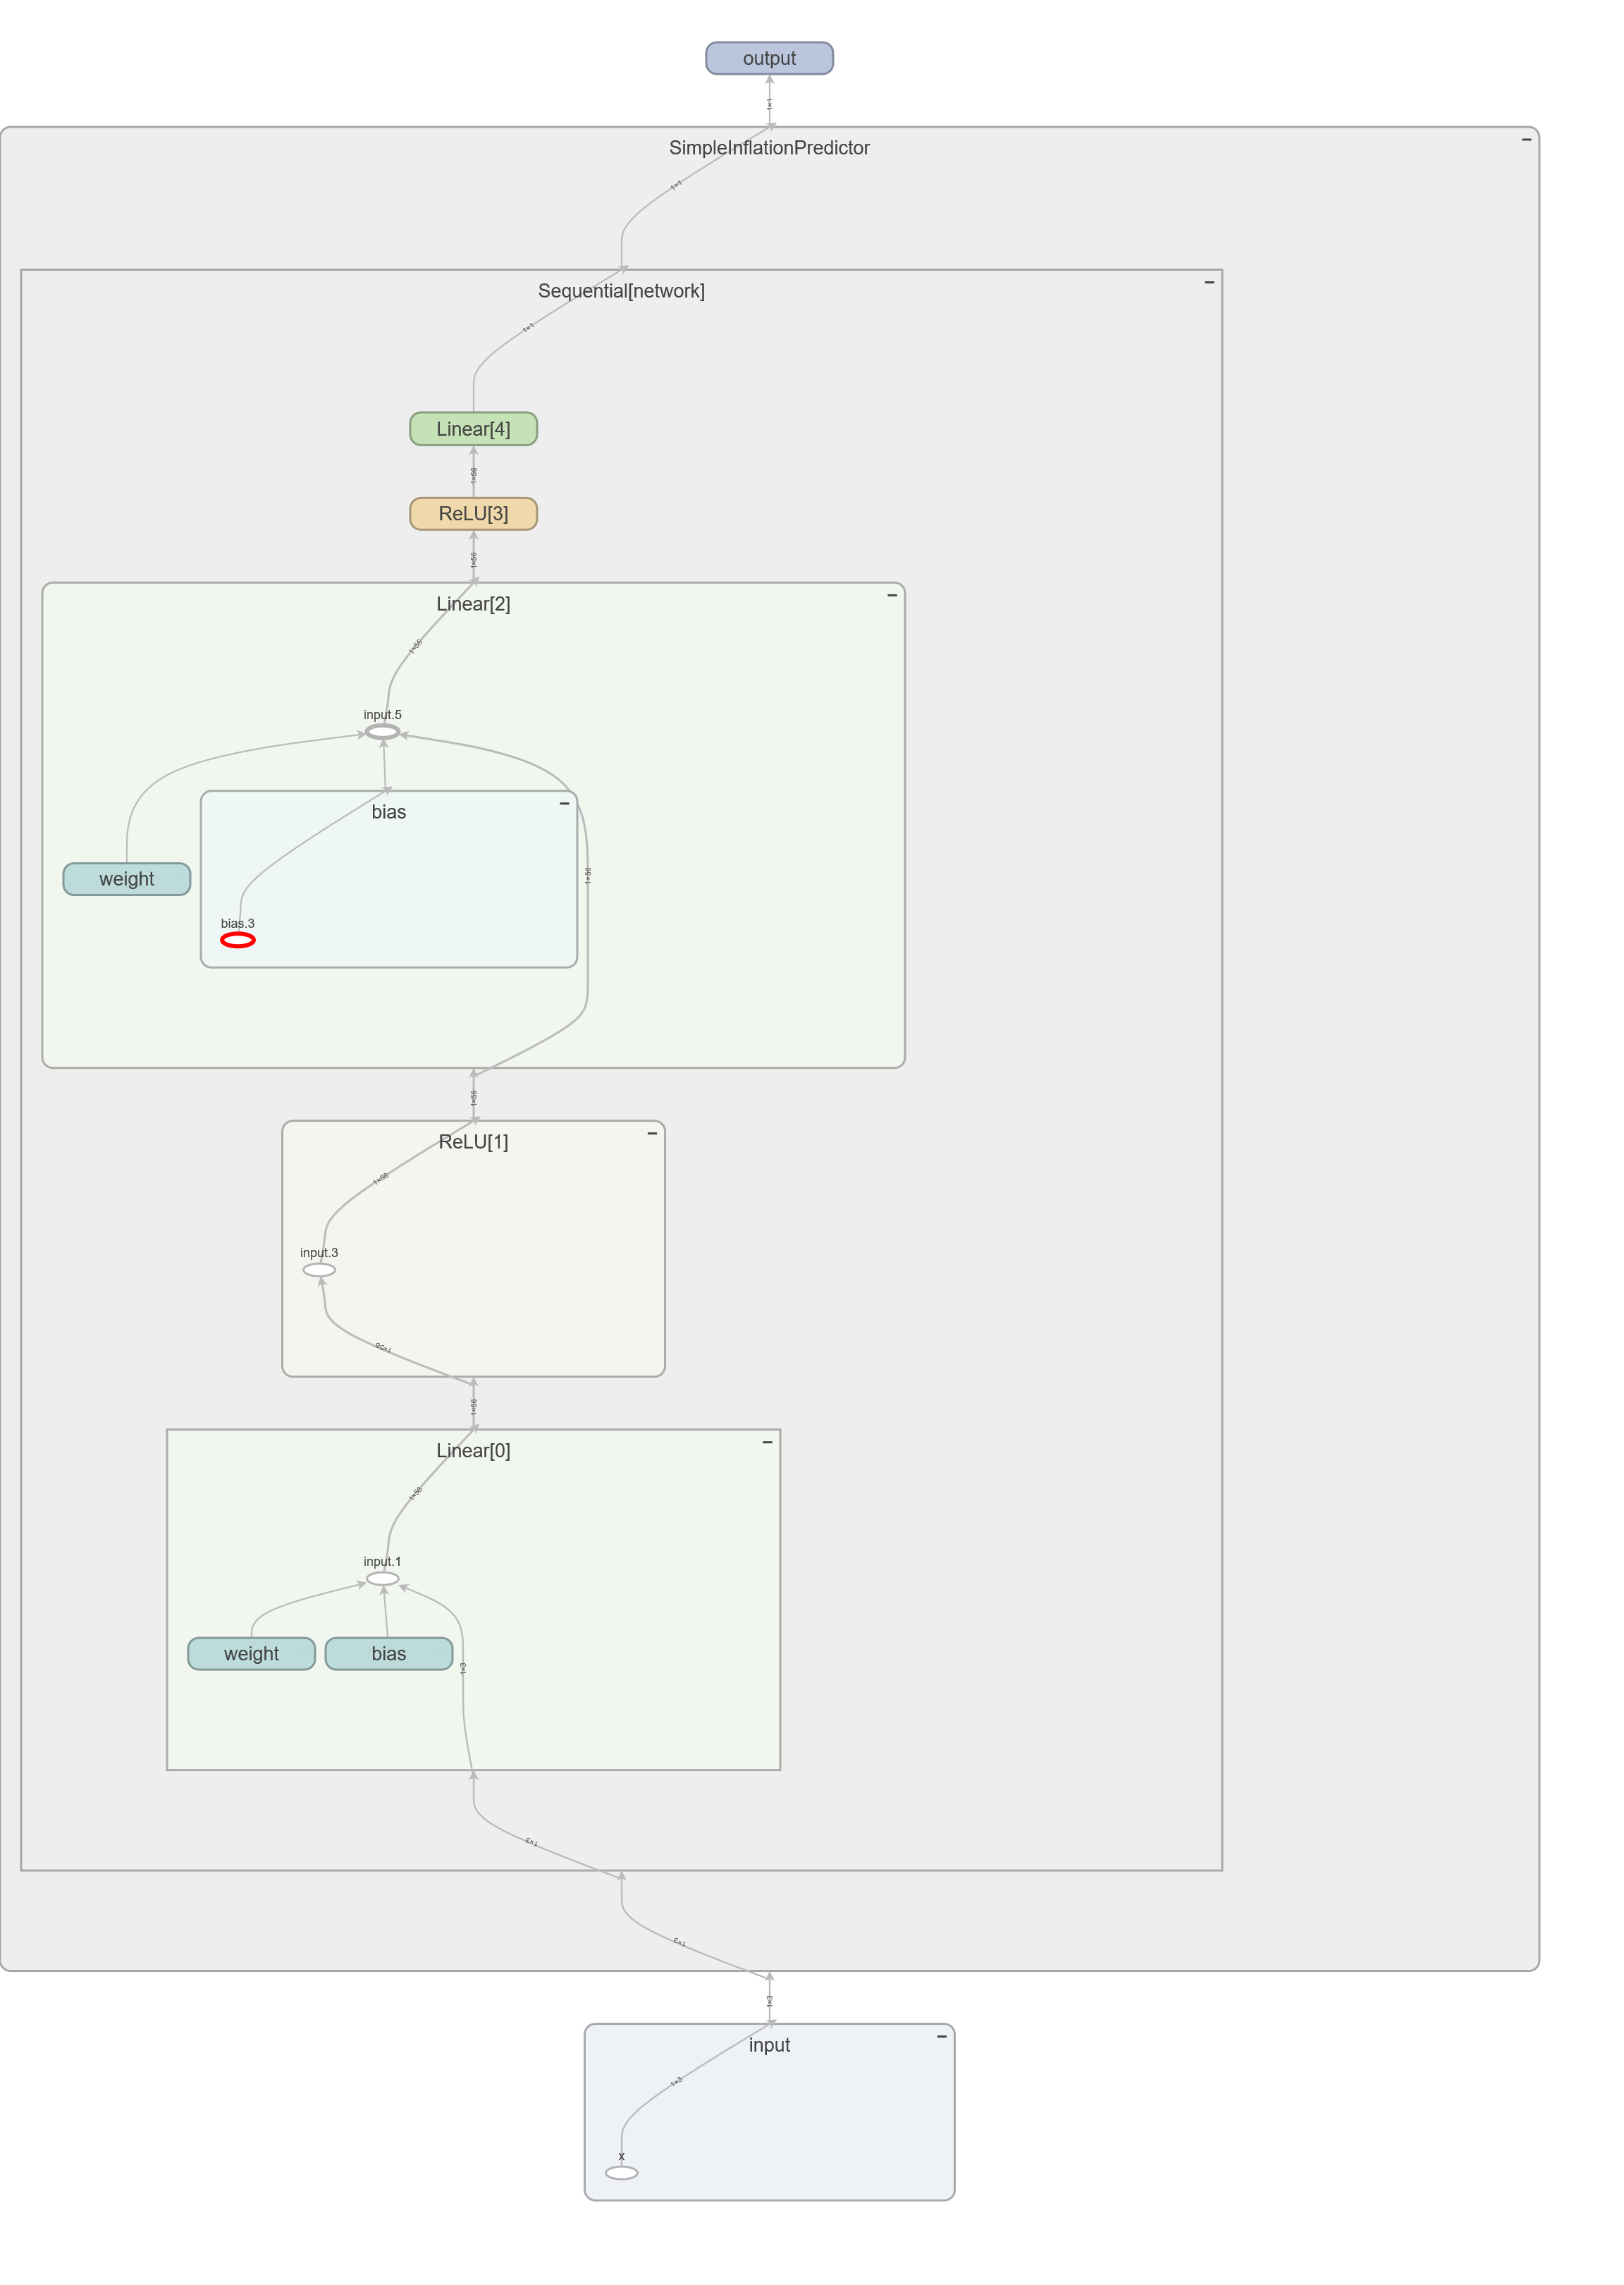 output
1×1
SimpleInflationPredictor
1×1
Sequential[network]
1×1
Linear[4]
1×56
ReLU[3]
1×56
Linear[2]
1×56
input.5
bias
weight
1×56
bias.3
1×56
ReLU[1]
1×56
input.3
1×56
1×56
Linear[0]
1×56
input.1
weight
bias
1×3
1×3
1×3
1×3
input
1×3
x